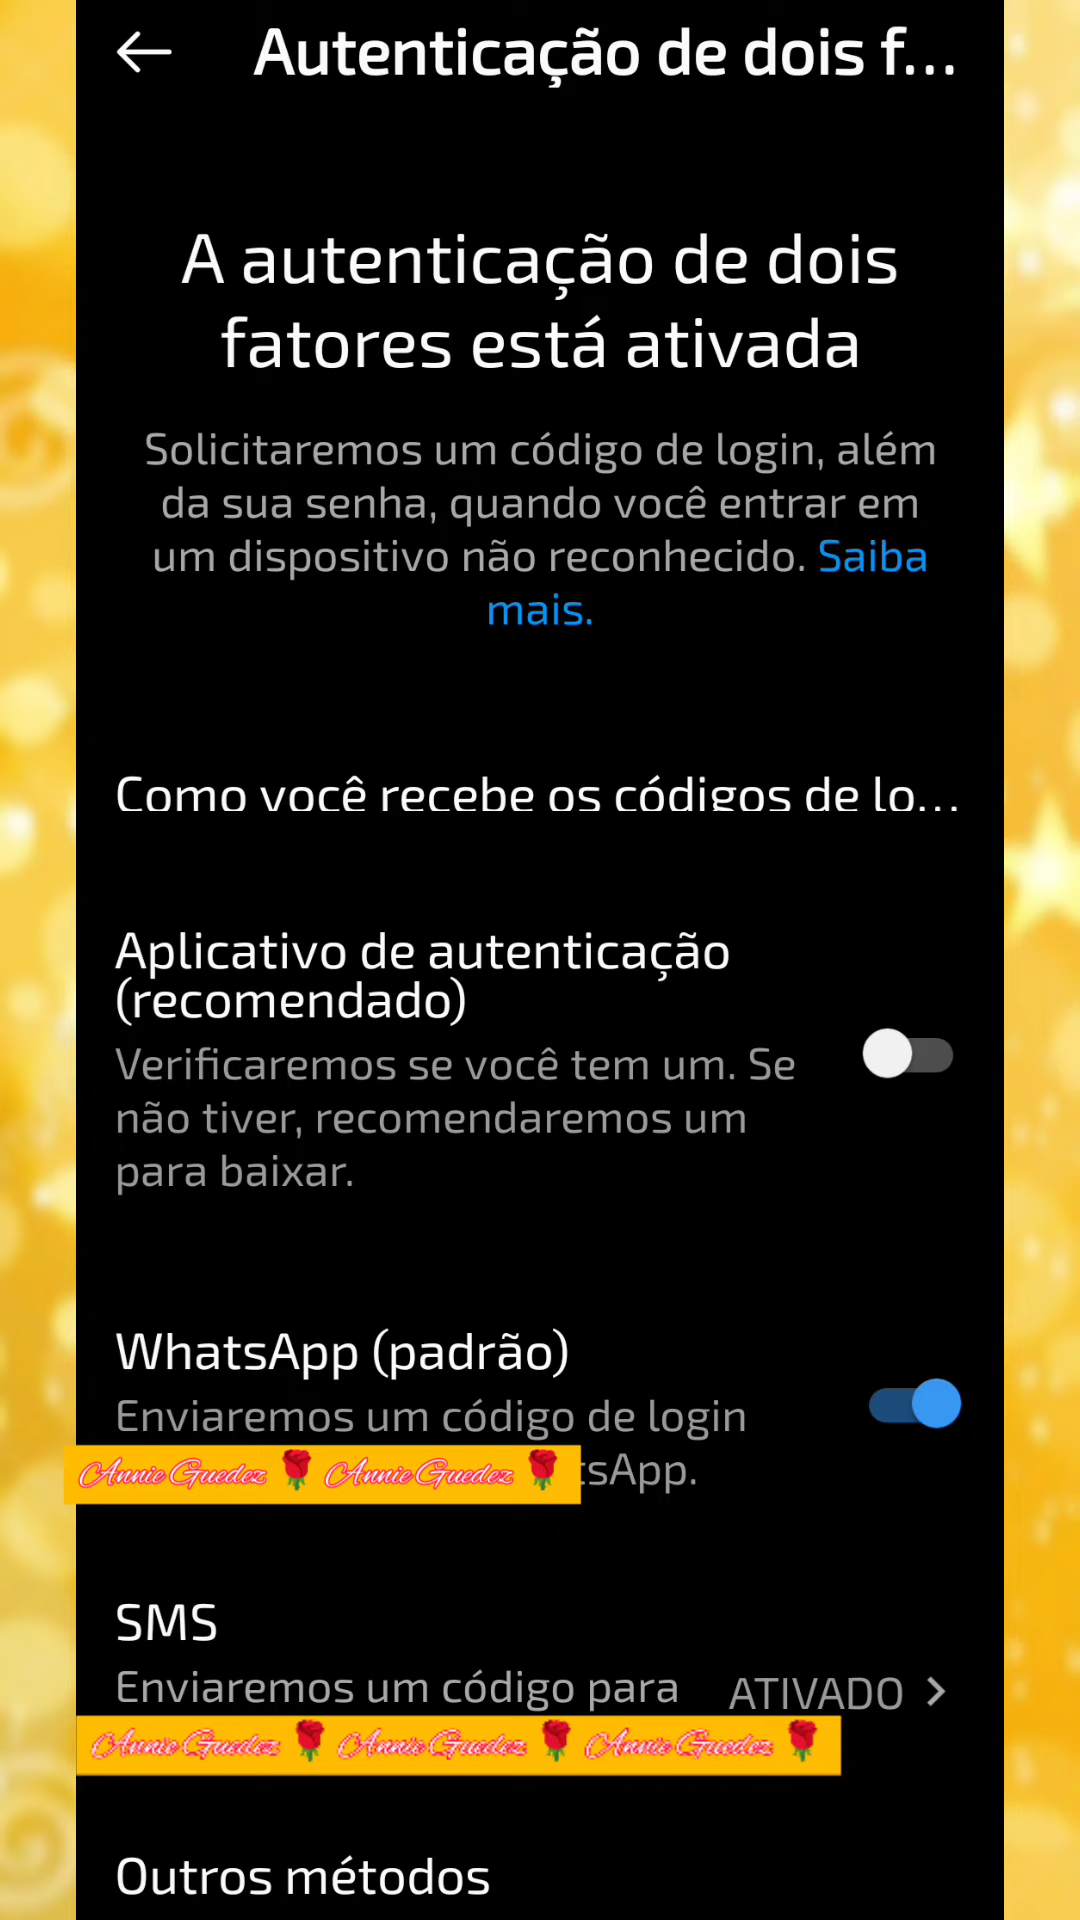 Autenticação de dois f...
A autenticação de dois
fatores está ativada
Solicitaremos um código de login, além
da sua senha, quando você entrar em
um dispositivo não reconhecido. Saiba
mais.
Como você recebe os códigos de lo...
Aplicativo de autenticação
(recomendado)
Verificaremos se você tem um. Se
não tiver, recomendaremos um
para baixar.
WhatsApp (padrão)
Enviaremos um código de login
Annie Guedez 🌹 Annie Guedez 🌹 tsApp.
SMS
Enviaremos um código para ATIVADO
Annie Guedez 🌹 Annie Guedez 🌹 Annie Guedez 🌹
Outros métodos